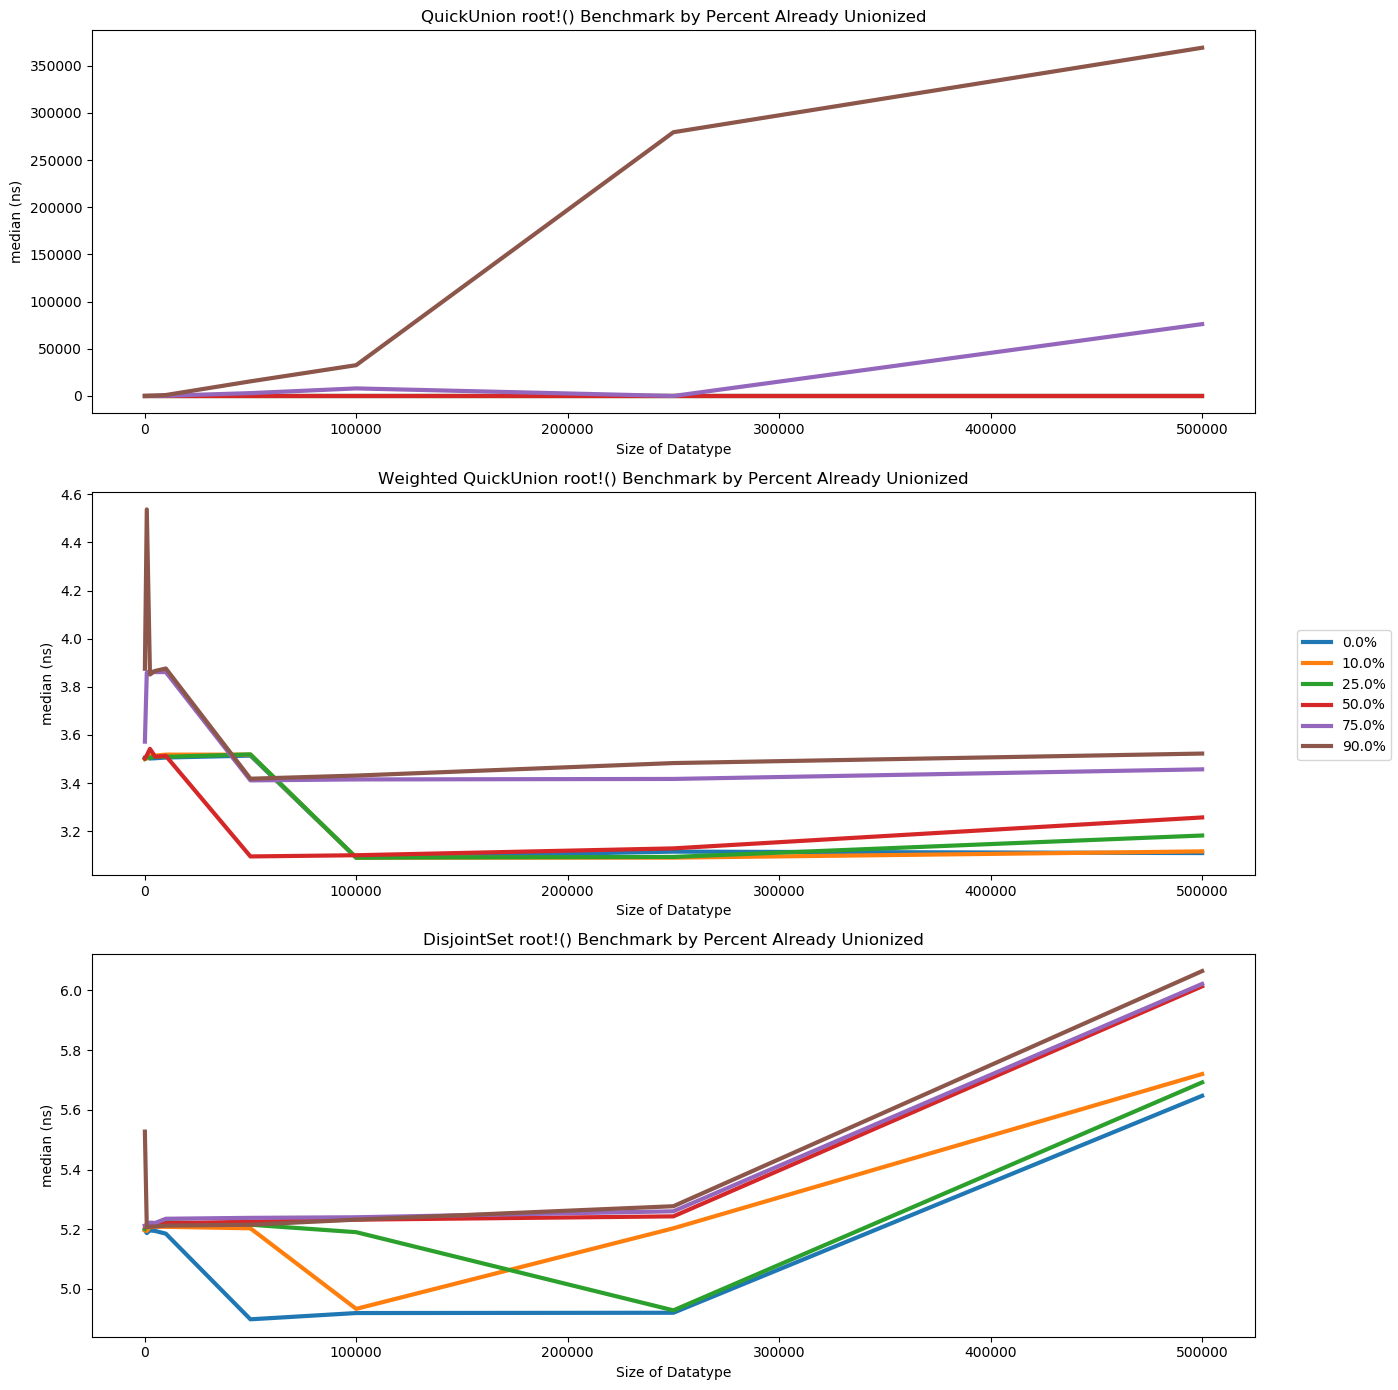 QuickUnion root!() Benchmark by Percent Already Unionized
350000
300000
250000
200000
150000
100000
50000
0
median (ns)
0 100000 200000 300000 400000 500000
Size of Datatype
Weighted QuickUnion root!() Benchmark by Percent Already Unionized
4.6
4.4
4.2
4.0
3.8
3.6
3.4
3.2
median (ns)
0 100000 200000 300000 400000 500000
Size of Datatype
0.0%
10.0%
25.0%
50.0%
75.0%
90.0%
DisjointSet root!() Benchmark by Percent Already Unionized
6.0
5.8
5.6
5.4
5.2
5.0
median (ns)
0 100000 200000 300000 400000 500000
Size of Datatype